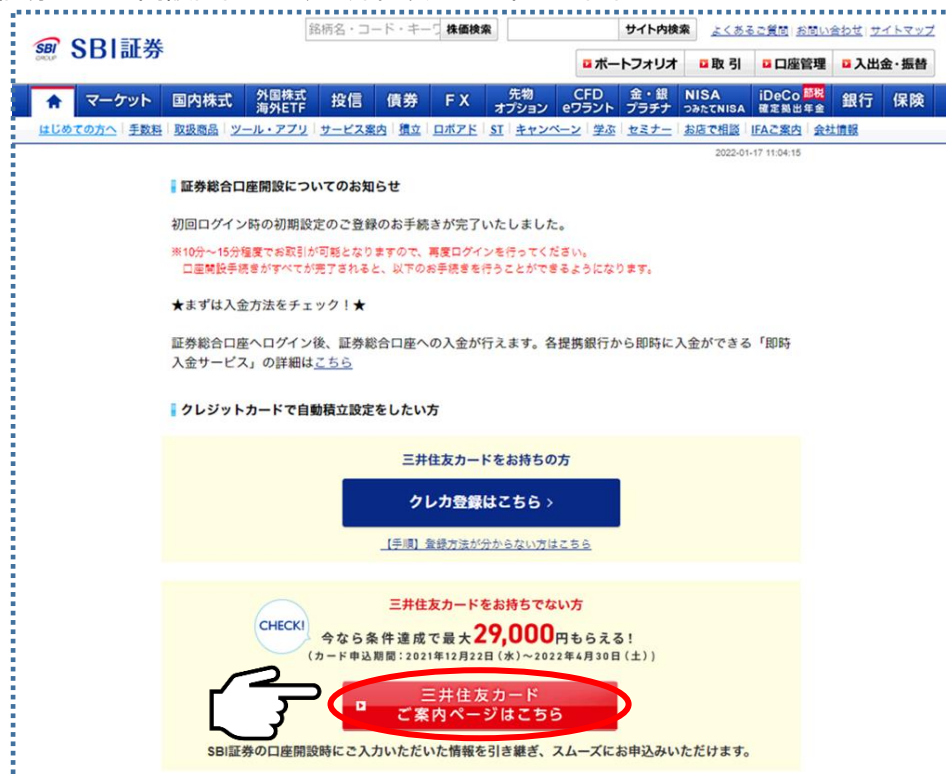 銘柄名・コード・キーワ 株価検索 サイト内検索 よくあるご質問 お問い合わせ サイトマップ
SBI GROUP SBI証券
ポートフォリオ 取引 口座管理 入出金・振替
マーケット 国内株式 外国株式 海外ETF 投信 債券 FX 先物 オプション CFD eワラント 金・銀 プラチナ NISA つみたてNISA iDeCo 節税 確定拠出年金 銀行 保険
はじめての方へ 手数料 取扱商品 ツール・アプリ サービス案内 積立 ロボアド ST キャンペーン 学ぶ セミナー お店で相談 IFAご案内 会社情報
2022-01-17 11:04:15
証券総合口座開設についてのお知らせ
初回ログイン時の初期設定のご登録のお手続きが完了いたしました。
※10分～15分程度でお取引が可能となりますので、再度ログインを行ってください。
口座開設手続きがすべてが完了されると、以下のお手続きを行うことができるようになります。
★まずは入金方法をチェック！★
証券総合口座へログイン後、証券総合口座への入金が行えます。各提携銀行から即時に入金ができる「即時
入金サービス」の詳細はこちら
クレジットカードで自動積立設定をしたい方
三井住友カードをお持ちの方
クレカ登録はこちら >
【手順】登録方法が分からない方はこちら
三井住友カードをお持ちでない方
CHECK!
今なら条件達成で最大29,000円もらえる！
（カード申込期間：2021年12月22日（水）～2022年4月30日（土））
三井住友カード
ご案内ページはこちら
SBI証券の口座開設時にご入力いただいた情報を引き継ぎ、スムーズにお申込みいただけます。